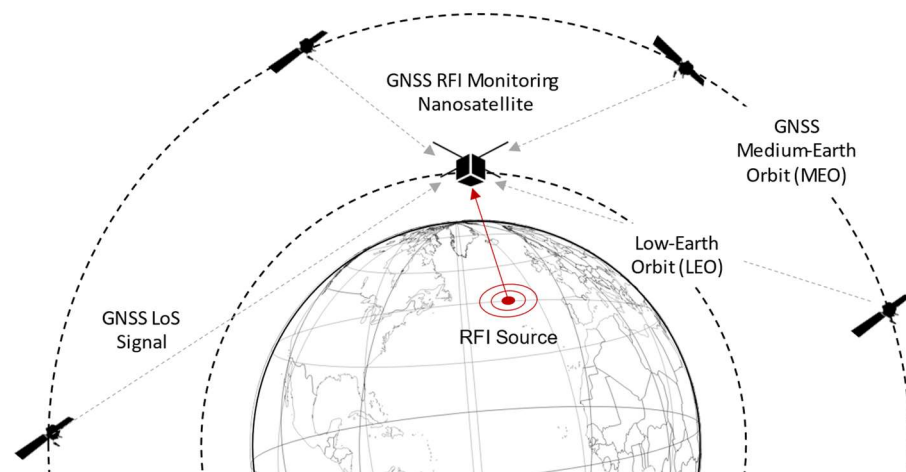 GNSS RFI Monitoring
Nanosatellite
GNSS
Medium-Earth
Orbit (MEO)
Low-Earth
Orbit (LEO)
GNSS LoS
Signal
RFI Source